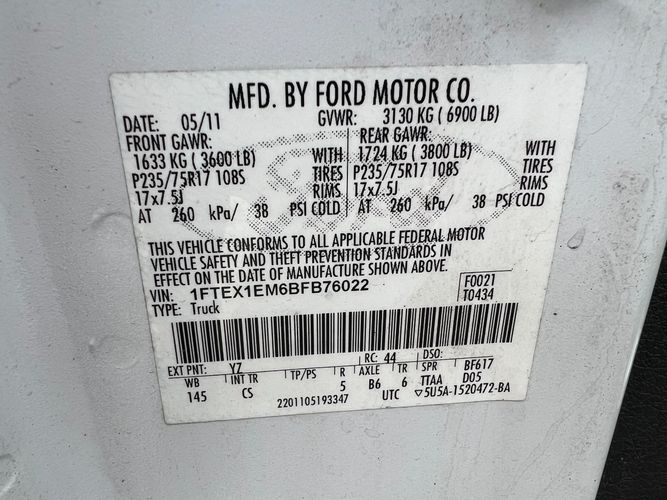 MFD. BY FORD MOTOR CO.
DATE: 05/11 GVWR: 3130 KG ( 6900 LB)
FRONT GAWR: REAR GAWR:
1633 KG ( 3600 LB) WITH 1724 KG ( 3800 LB) WITH
P235/75R17 108S TIRES P235/75R17 108S TIRES
17x7.5J RIMS 17x7.5J RIMS
AT 260 kPa/ 38 PSI COLD AT 260 kPa/ 38 PSI COLD
THIS VEHICLE CONFORMS TO ALL APPLICABLE FEDERAL MOTOR
VEHICLE SAFETY AND THEFT PREVENTION STANDARDS IN
EFFECT ON THE DATE OF MANUFACTURE SHOWN ABOVE.
VIN: 1FTEX1EM6BFB76022 F0021
TYPE: Truck T0434
EXT PNT: YZ RC: 44 DSO:
WB INT TR TP/PS R AXLE TR SPR BF617
145 CS 5 B6 6 TTAA D05
2201105193347 UTC ▽5U5A-1520472-BA